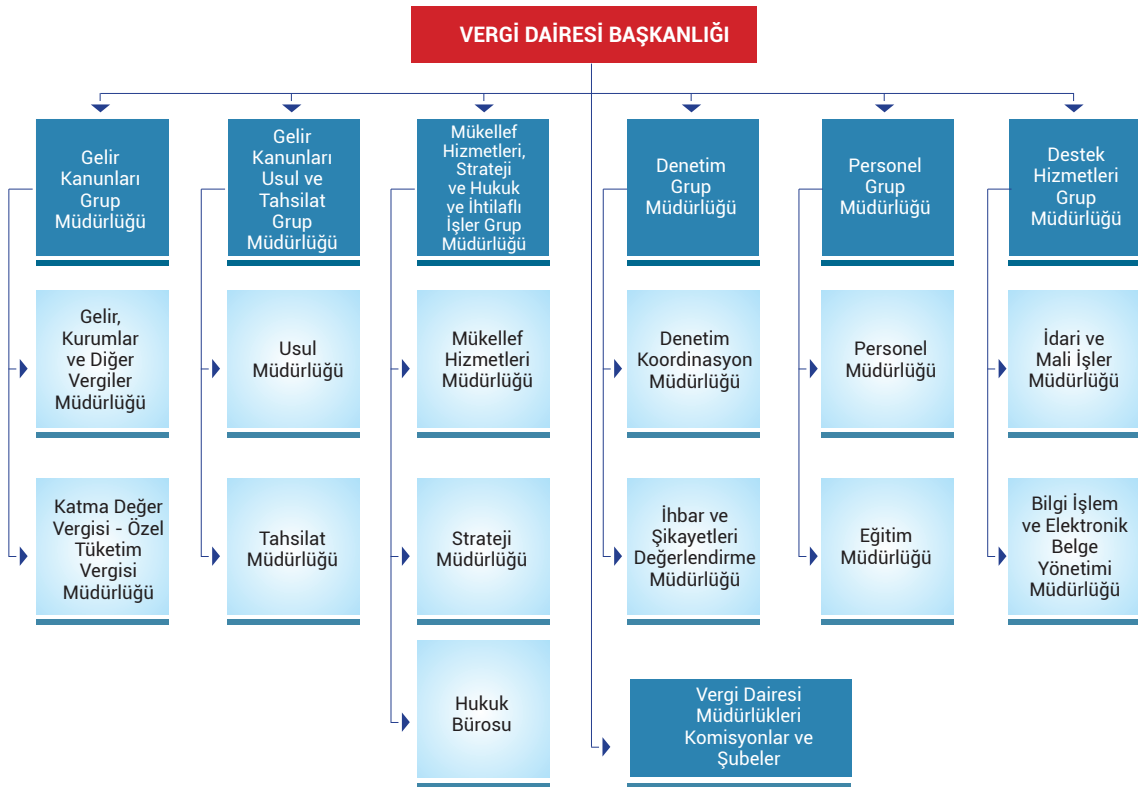 VERGİ DAİRESİ BAŞKANLIĞI
Gelir
Kanunları
Grup
Müdürlüğü
Gelir
Kanunları
Usul ve
Tahsilat
Grup
Müdürlüğü
Mükellef
Hizmetleri,
Strateji
ve Hukuk
ve İhtilaflı
İşler Grup
Müdürlüğü
Denetim
Grup
Müdürlüğü
Personel
Grup
Müdürlüğü
Destek
Hizmetleri
Grup
Müdürlüğü
Gelir,
Kurumlar
ve Diğer
Vergiler
Müdürlüğü
Usul
Müdürlüğü
Mükellef
Hizmetleri
Müdürlüğü
Denetim
Koordinasyon
Müdürlüğü
Personel
Müdürlüğü
İdari ve
Mali İşler
Müdürlüğü
Katma Değer
Vergisi - Özel
Tüketim
Vergisi
Müdürlüğü
Tahsilat
Müdürlüğü
Strateji
Müdürlüğü
İhbar ve
Şikayetleri
Değerlendirme
Müdürlüğü
Eğitim
Müdürlüğü
Bilgi İşlem
ve Elektronik
Belge
Yönetimi
Müdürlüğü
Hukuk
Bürosu
Vergi Dairesi
Müdürlükleri
Komisyonlar ve
Şubeler